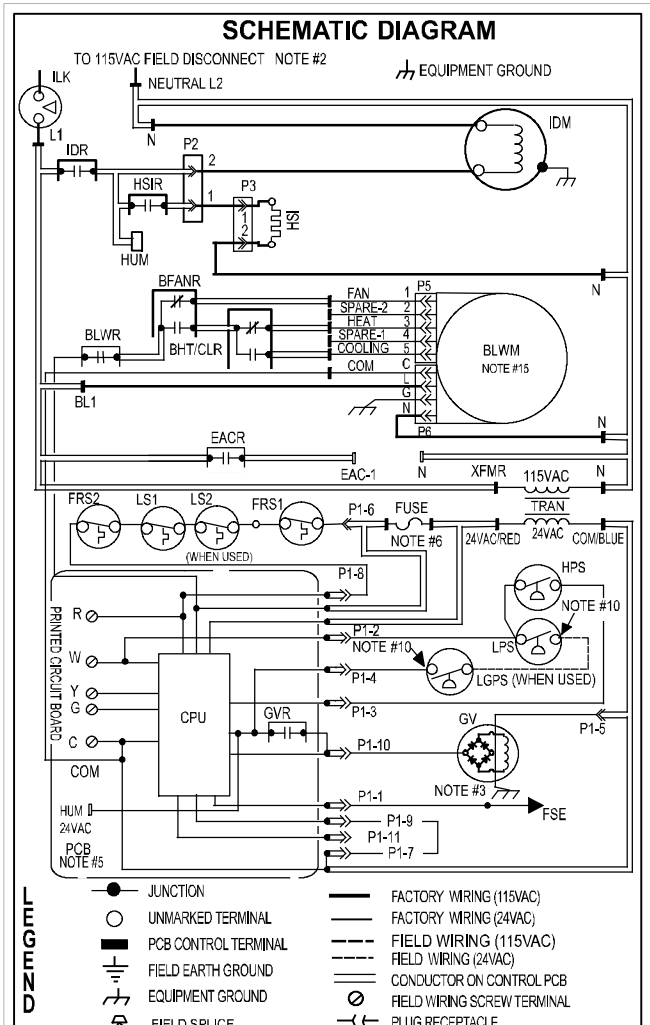 SCHEMATIC DIAGRAM
TO 115VAC FIELD DISCONNECT NOTE #2
ILK
NEUTRAL L2
EQUIPMENT GROUND
L1
N
IDM
IDR
P2
2
HSIR
1
P3
1
2
HSI
HUM
N
BFANR
FAN 1 P5
SPARE-2 2
HEAT 3
SPARE-1 4
COOLING 5
BLWR
BHT/CLR
BLWM
NOTE #15
COM C
L
BL1
G
N
P6
N
EACR
EAC-1
N
XFMR
115VAC
N
FRS2
LS1
LS2
FRS1
P1-6
FUSE
TRAN
NOTE #6
24VAC/RED
24VAC
COM/BLUE
(WHEN USED)
P1-8
HPS
NOTE #10
PRINTED CIRCUIT BOARD
R
P1-2
NOTE #10
LPS
W
P1-4
LGPS (WHEN USED)
Y
G
CPU
P1-3
GVR
GV
P1-5
C
P1-10
COM
NOTE #3
P1-1
FSE
HUM
24VAC
P1-9
P1-11
P1-7
PCB
NOTE #5
LEGEND
JUNCTION
UNMARKED TERMINAL
PCB CONTROL TERMINAL
FIELD EARTH GROUND
EQUIPMENT GROUND
FIELD SPLICE
FACTORY WIRING (115VAC)
FACTORY WIRING (24VAC)
FIELD WIRING (115VAC)
FIELD WIRING (24VAC)
CONDUCTOR ON CONTROL PCB
FIELD WIRING SCREW TERMINAL
PLUG RECEPTACLE